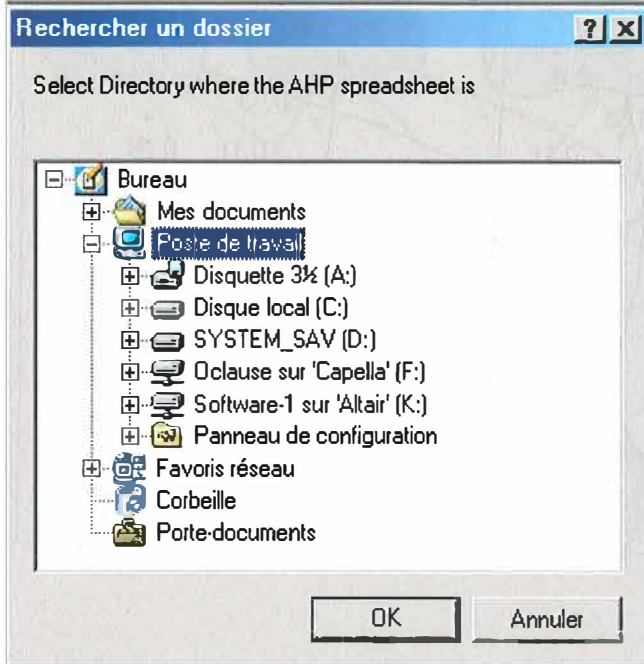 Rechercher un dossier
Select Directory where the AHP spreadsheet is
Bureau
Mes documents
Poste de travail
Disquette 3½ (A:)
Disque local (C:)
SYSTEM_SAV (D:)
Oclause sur 'Capella' (F:)
Software-1 sur 'Altair' (K:)
Panneau de configuration
Favoris réseau
Corbeille
Porte-documents
OK Annuler